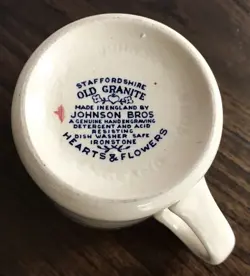 STAFFORDSHIRE
OLD GRANITE
MADE IN ENGLAND BY
JOHNSON BROS
A GENUINE HAND ENGRAVING
DETERGENT AND ACID
RESISTING
DISH WASHER SAFE
IRONSTONE
HEARTS & FLOWERS